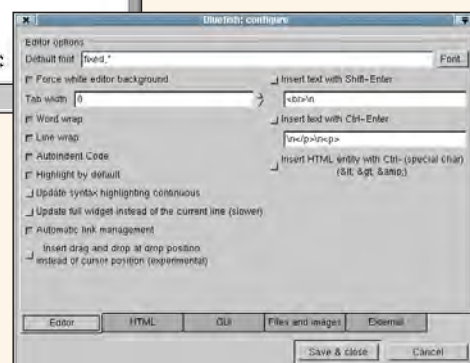 Bluefish: configure
Editor options
Default font fixed,*
Font...
Force white editor background
Tab width 8
Word wrap
Line wrap
Autoindent Code
Highlight by default
Update syntax highlighting continuous
Update full widget instead of the current line (slower)
Automatic link management
Insert drag and drop at drop position
instead of cursor position (experimental)
Insert text with Shift-Enter
<br>\n
Insert text with Ctrl-Enter
\n</p>\n<p>
Insert HTML entity with Ctrl-(special char)
(&lt; &gt; &amp;)
Editor HTML GUI Files and images External
Save & close Cancel